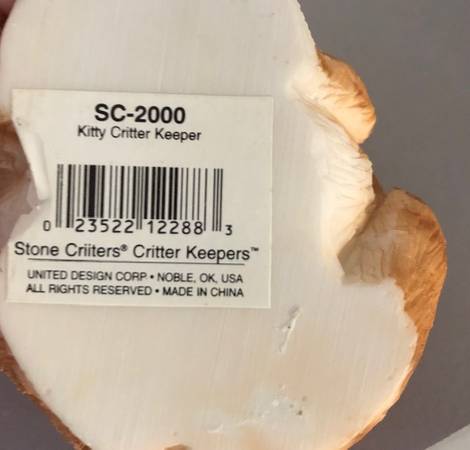 SC-2000
Kitty Critter Keeper
0 23522 12288 3
Stone Criiters® Critter Keepers™
UNITED DESIGN CORP • NOBLE, OK, USA
ALL RIGHTS RESERVED • MADE IN CHINA